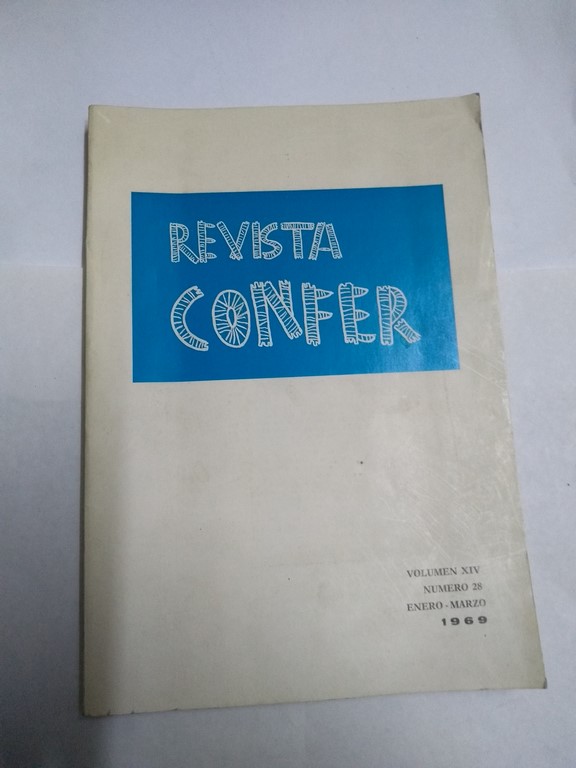 REVISTA
CONFER
VOLUMEN XIV
NUMERO 28
ENERO - MARZO
1969